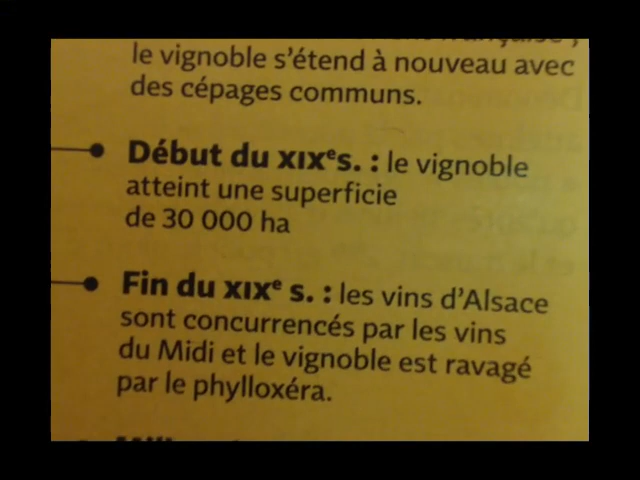 française ;
le vignoble s'étend à nouveau avec
des cépages communs.
Début du XIXᵉs. : le vignoble
atteint une superficie
de 30 000 ha
Fin du XIXᵉ s. : les vins d'Alsace
sont concurrencés par les vins
du Midi et le vignoble est ravagé
par le phylloxéra.